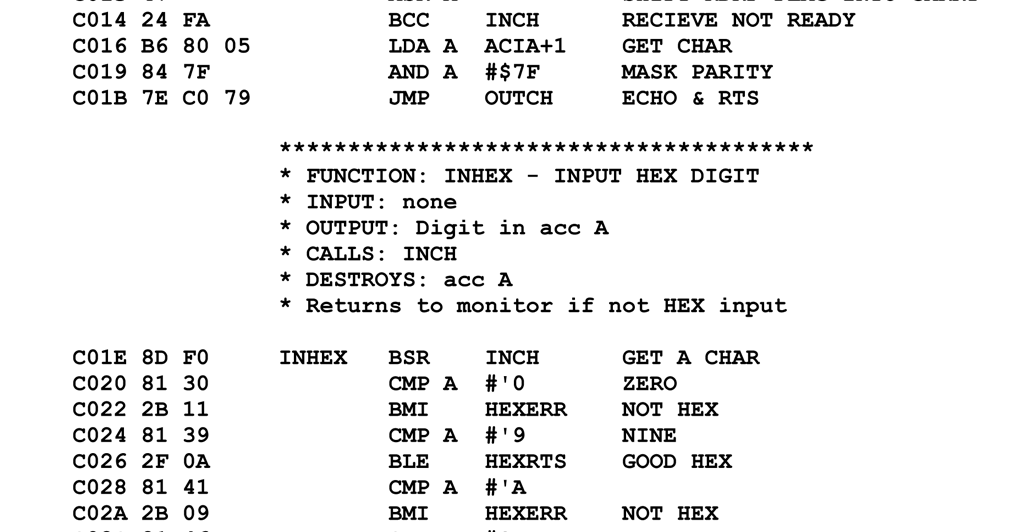 C014 24 FA BCC INCH RECIEVE NOT READY
C016 B6 80 05 LDA A ACIA+1 GET CHAR
C019 84 7F AND A #$7F MASK PARITY
C01B 7E C0 79 JMP OUTCH ECHO & RTS
***************************************
* FUNCTION: INHEX - INPUT HEX DIGIT
* INPUT: none
* OUTPUT: Digit in acc A
* CALLS: INCH
* DESTROYS: acc A
* Returns to monitor if not HEX input
C01E 8D F0 INHEX BSR INCH GET A CHAR
C020 81 30 CMP A #'0 ZERO
C022 2B 11 BMI HEXERR NOT HEX
C024 81 39 CMP A #'9 NINE
C026 2F 0A BLE HEXRTS GOOD HEX
C028 81 41 CMP A #'A
C02A 2B 09 BMI HEXERR NOT HEX